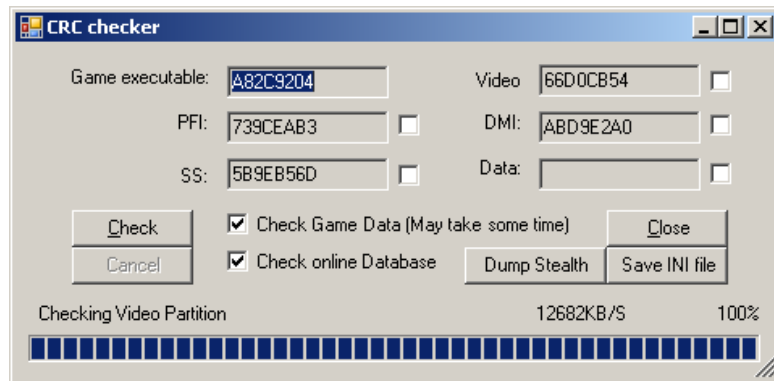 CRC checker
Game executable: A82C9204 Video 66D0CB54
PFI: 739CEAB3 DMI: ABD9E2A0
SS: 5B9EB56D Data:
Check Check Game Data (May take some time) Close
Cancel Check online Database Dump Stealth Save INI file
Checking Video Partition 12682KB/S 100%